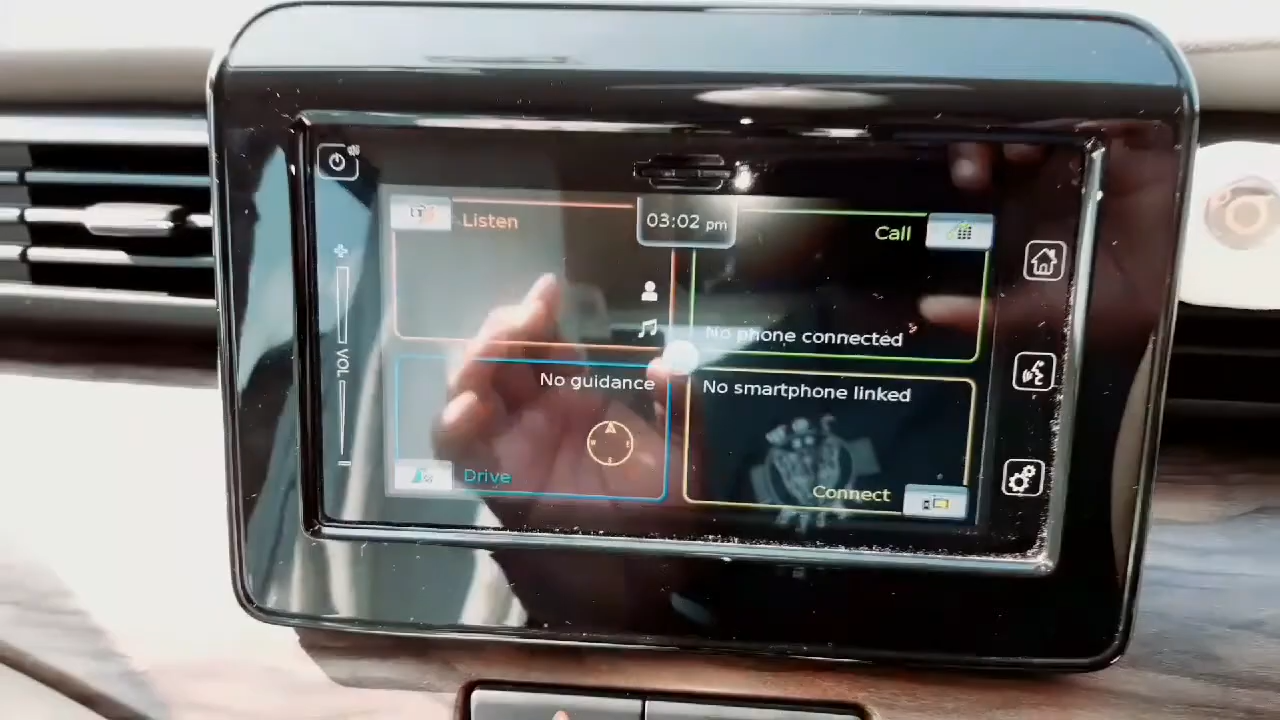 Listen
03:02 pm
Call
No phone connected
No guidance
No smartphone linked
VOL
Drive
Connect